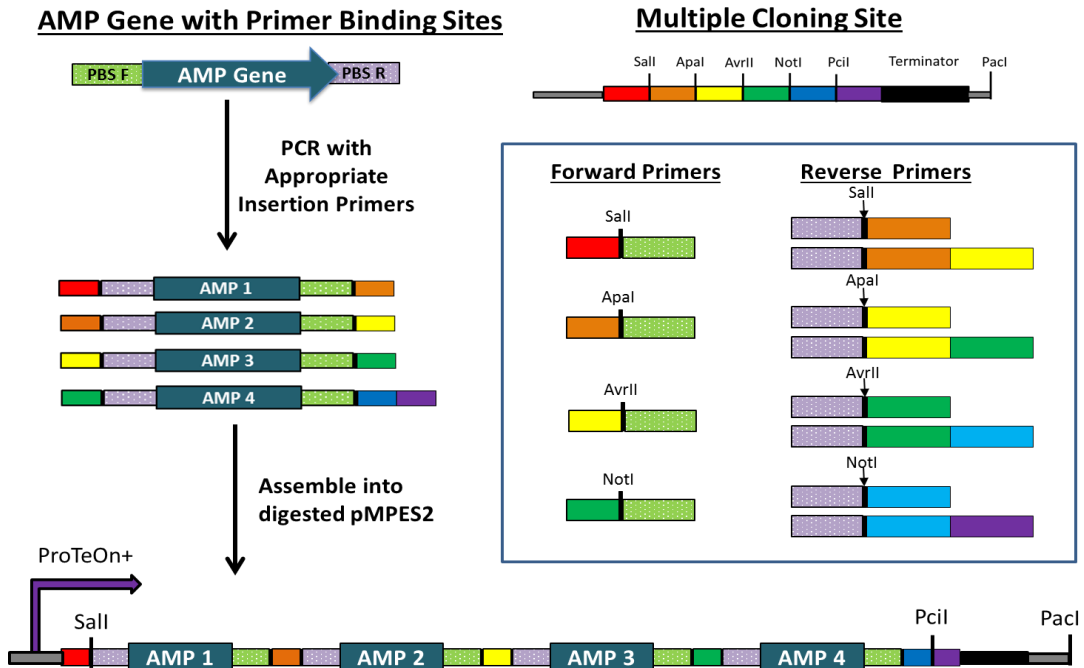 AMP Gene with Primer Binding Sites
PBS F
AMP Gene
PBS R
PCR with
Appropriate
Insertion Primers
AMP 1
AMP 2
AMP 3
AMP 4
Assemble into
digested pMPES2
Multiple Cloning Site
SalI ApaI AvrII NotI PciI Terminator PacI
Forward Primers
SalI
ApaI
AvrII
NotI
Reverse Primers
SalI
ApaI
AvrII
NotI
ProTeOn+
SalI
PciI
PacI
AMP 1 AMP 2 AMP 3 AMP 4